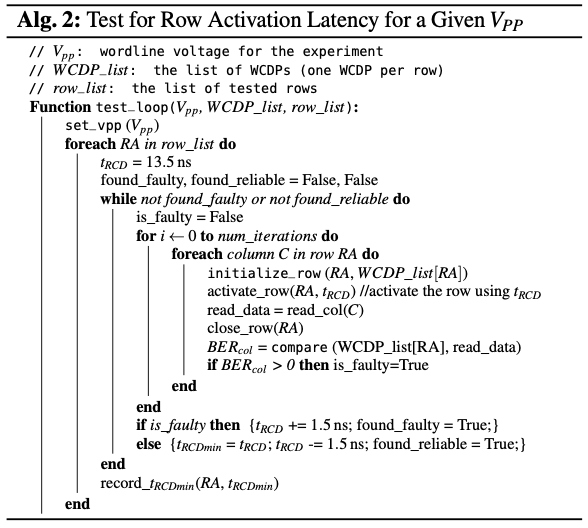 Alg. 2: Test for Row Activation Latency for a Given V_PP
// V_pp: wordline voltage for the experiment
// WCDP_list: the list of WCDPs (one WCDP per row)
// row_list: the list of tested rows
Function test_loop(V_pp, WCDP_list, row_list):
set_vpp (V_pp)
foreach RA in row_list do
t_RCD = 13.5 ns
found_faulty, found_reliable = False, False
while not found_faulty or not found_reliable do
is_faulty = False
for i ← 0 to num_iterations do
foreach column C in row RA do
initialize_row (RA, WCDP_list[RA])
activate_row(RA, t_RCD) //activate the row using t_RCD
read_data = read_col(C)
close_row(RA)
BER_col = compare (WCDP_list[RA], read_data)
if BER_col > 0 then is_faulty=True
end
end
if is_faulty then {t_RCD += 1.5 ns; found_faulty = True;}
else {t_RCDmin = t_RCD; t_RCD -= 1.5 ns; found_reliable = True;}
end
record_t_RCDmin(RA, t_RCDmin)
end